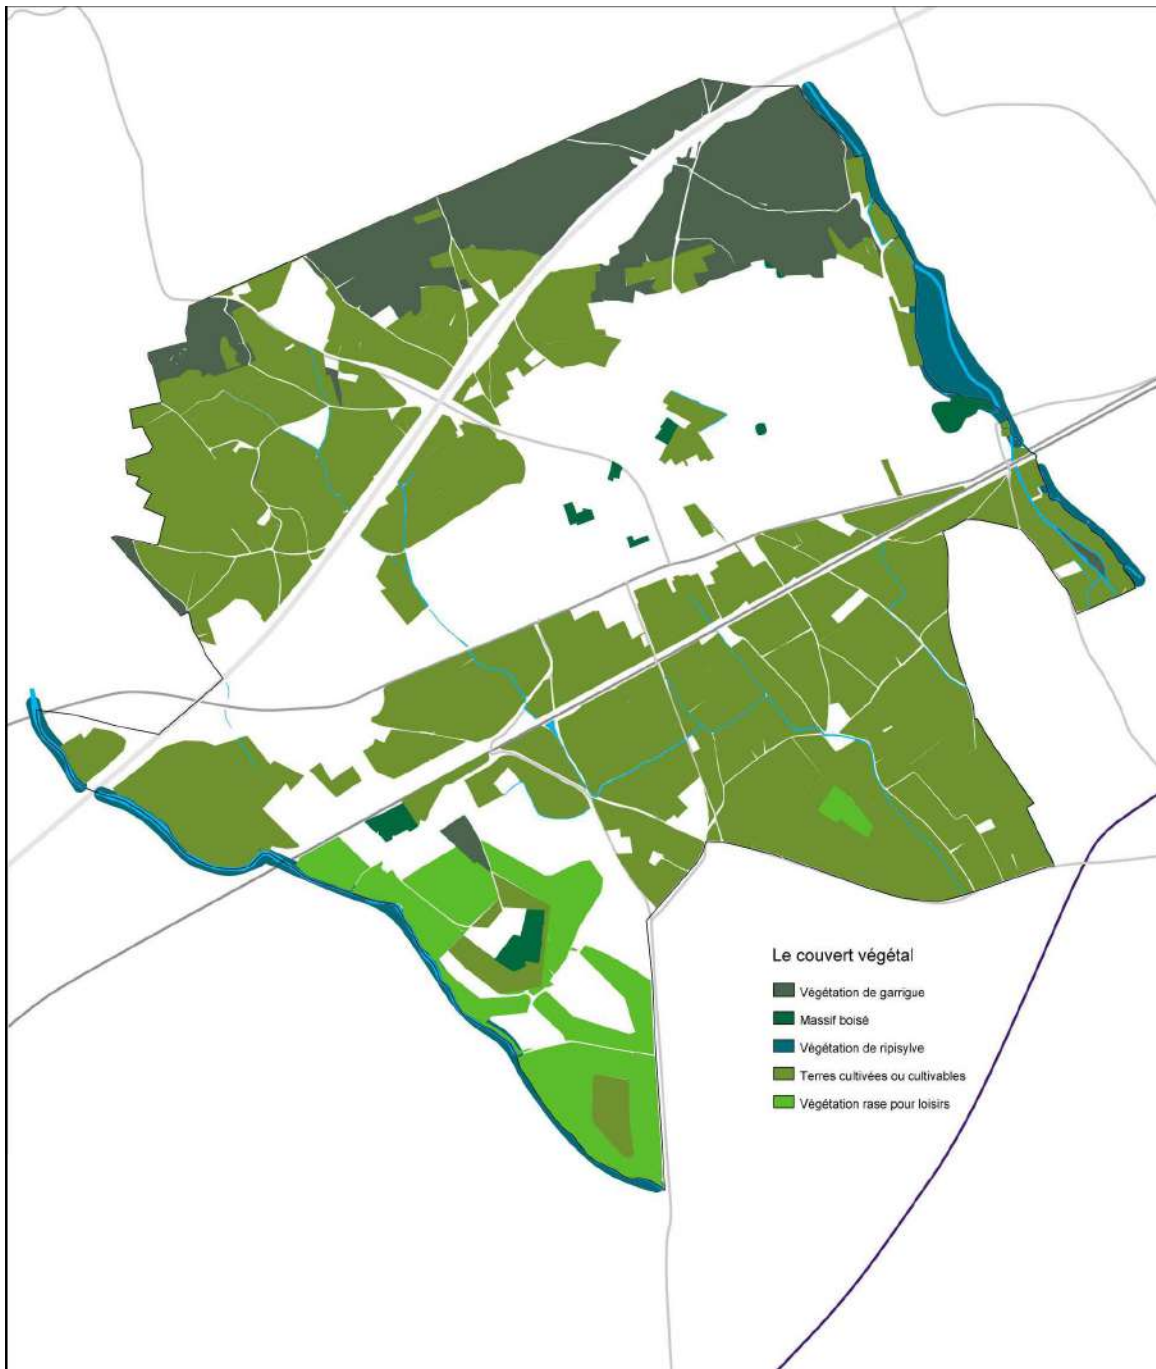 Le couvert végétal
Végétation de garrigue
Massif boisé
Végétation de ripisylve
Terres cultivées ou cultivables
Végétation rase pour loisirs